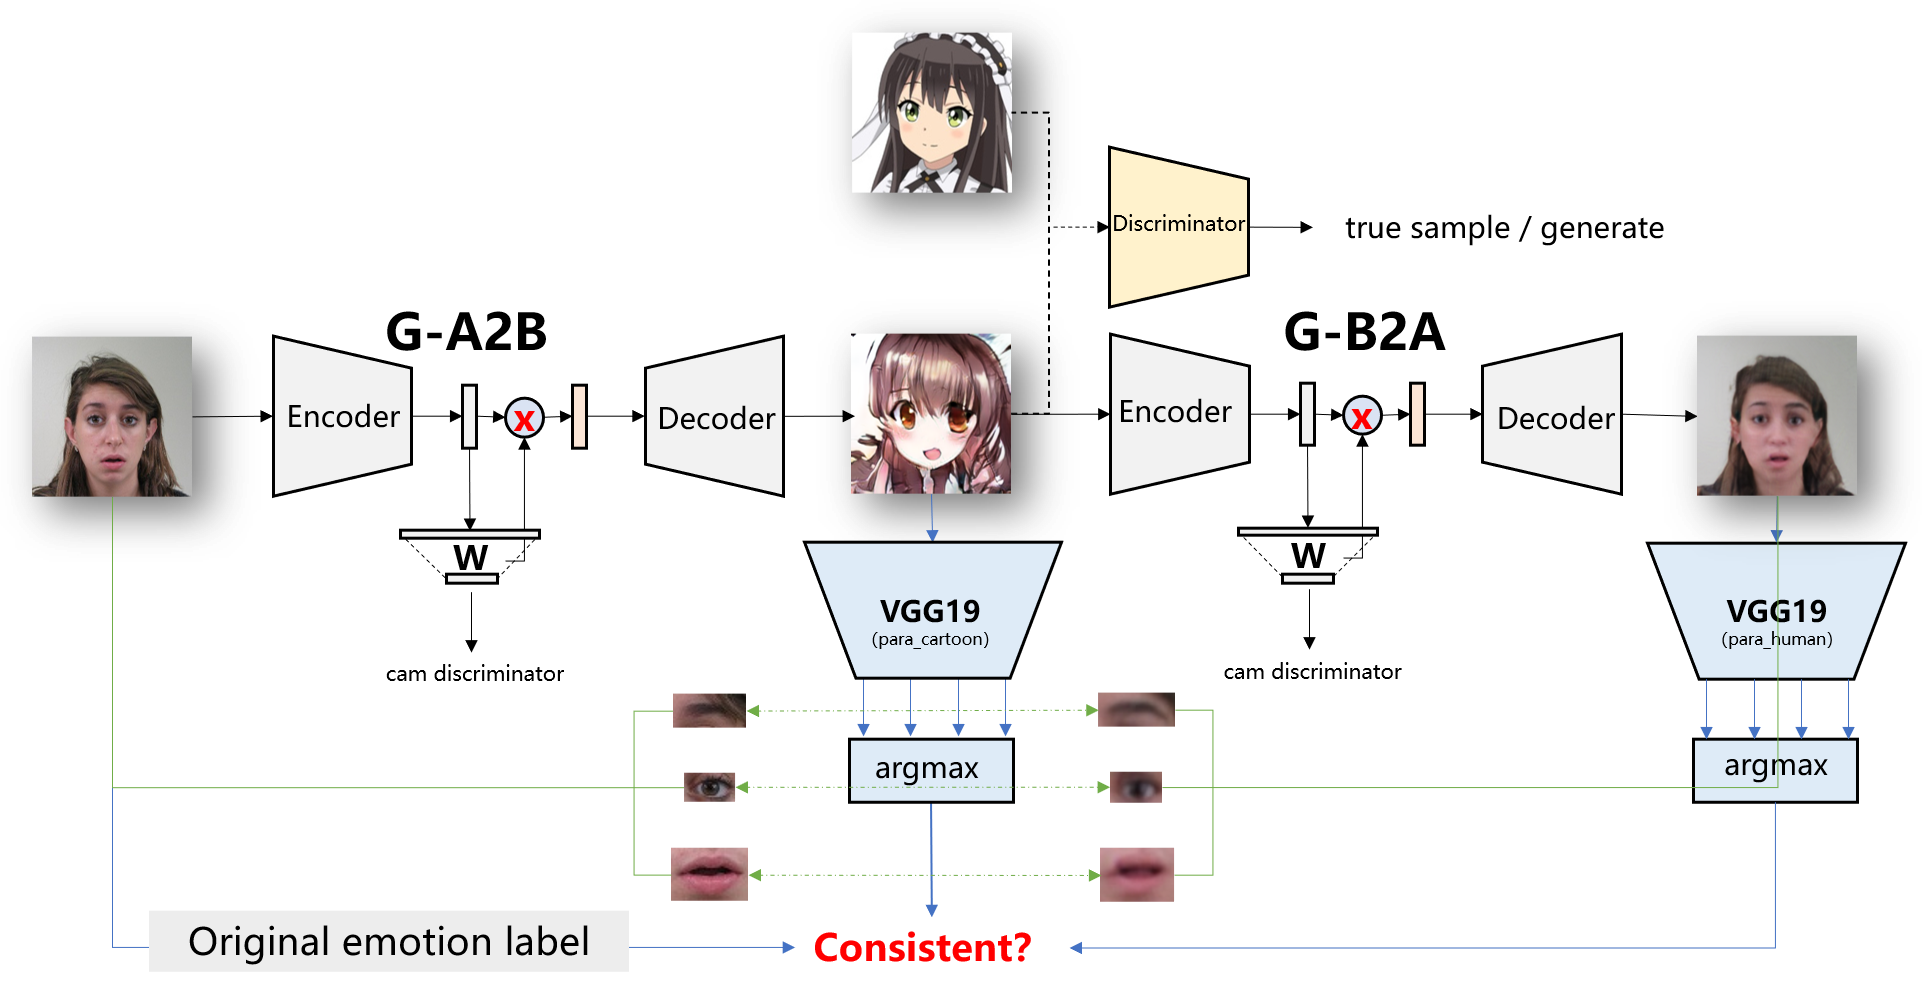 Discriminator
true sample / generate
G-A2B
G-B2A
Encoder
x
Decoder
Encoder
x
Decoder
W
W
VGG19
(para_cartoon)
VGG19
(para_human)
cam discriminator
cam discriminator
argmax
argmax
Original emotion label
Consistent?